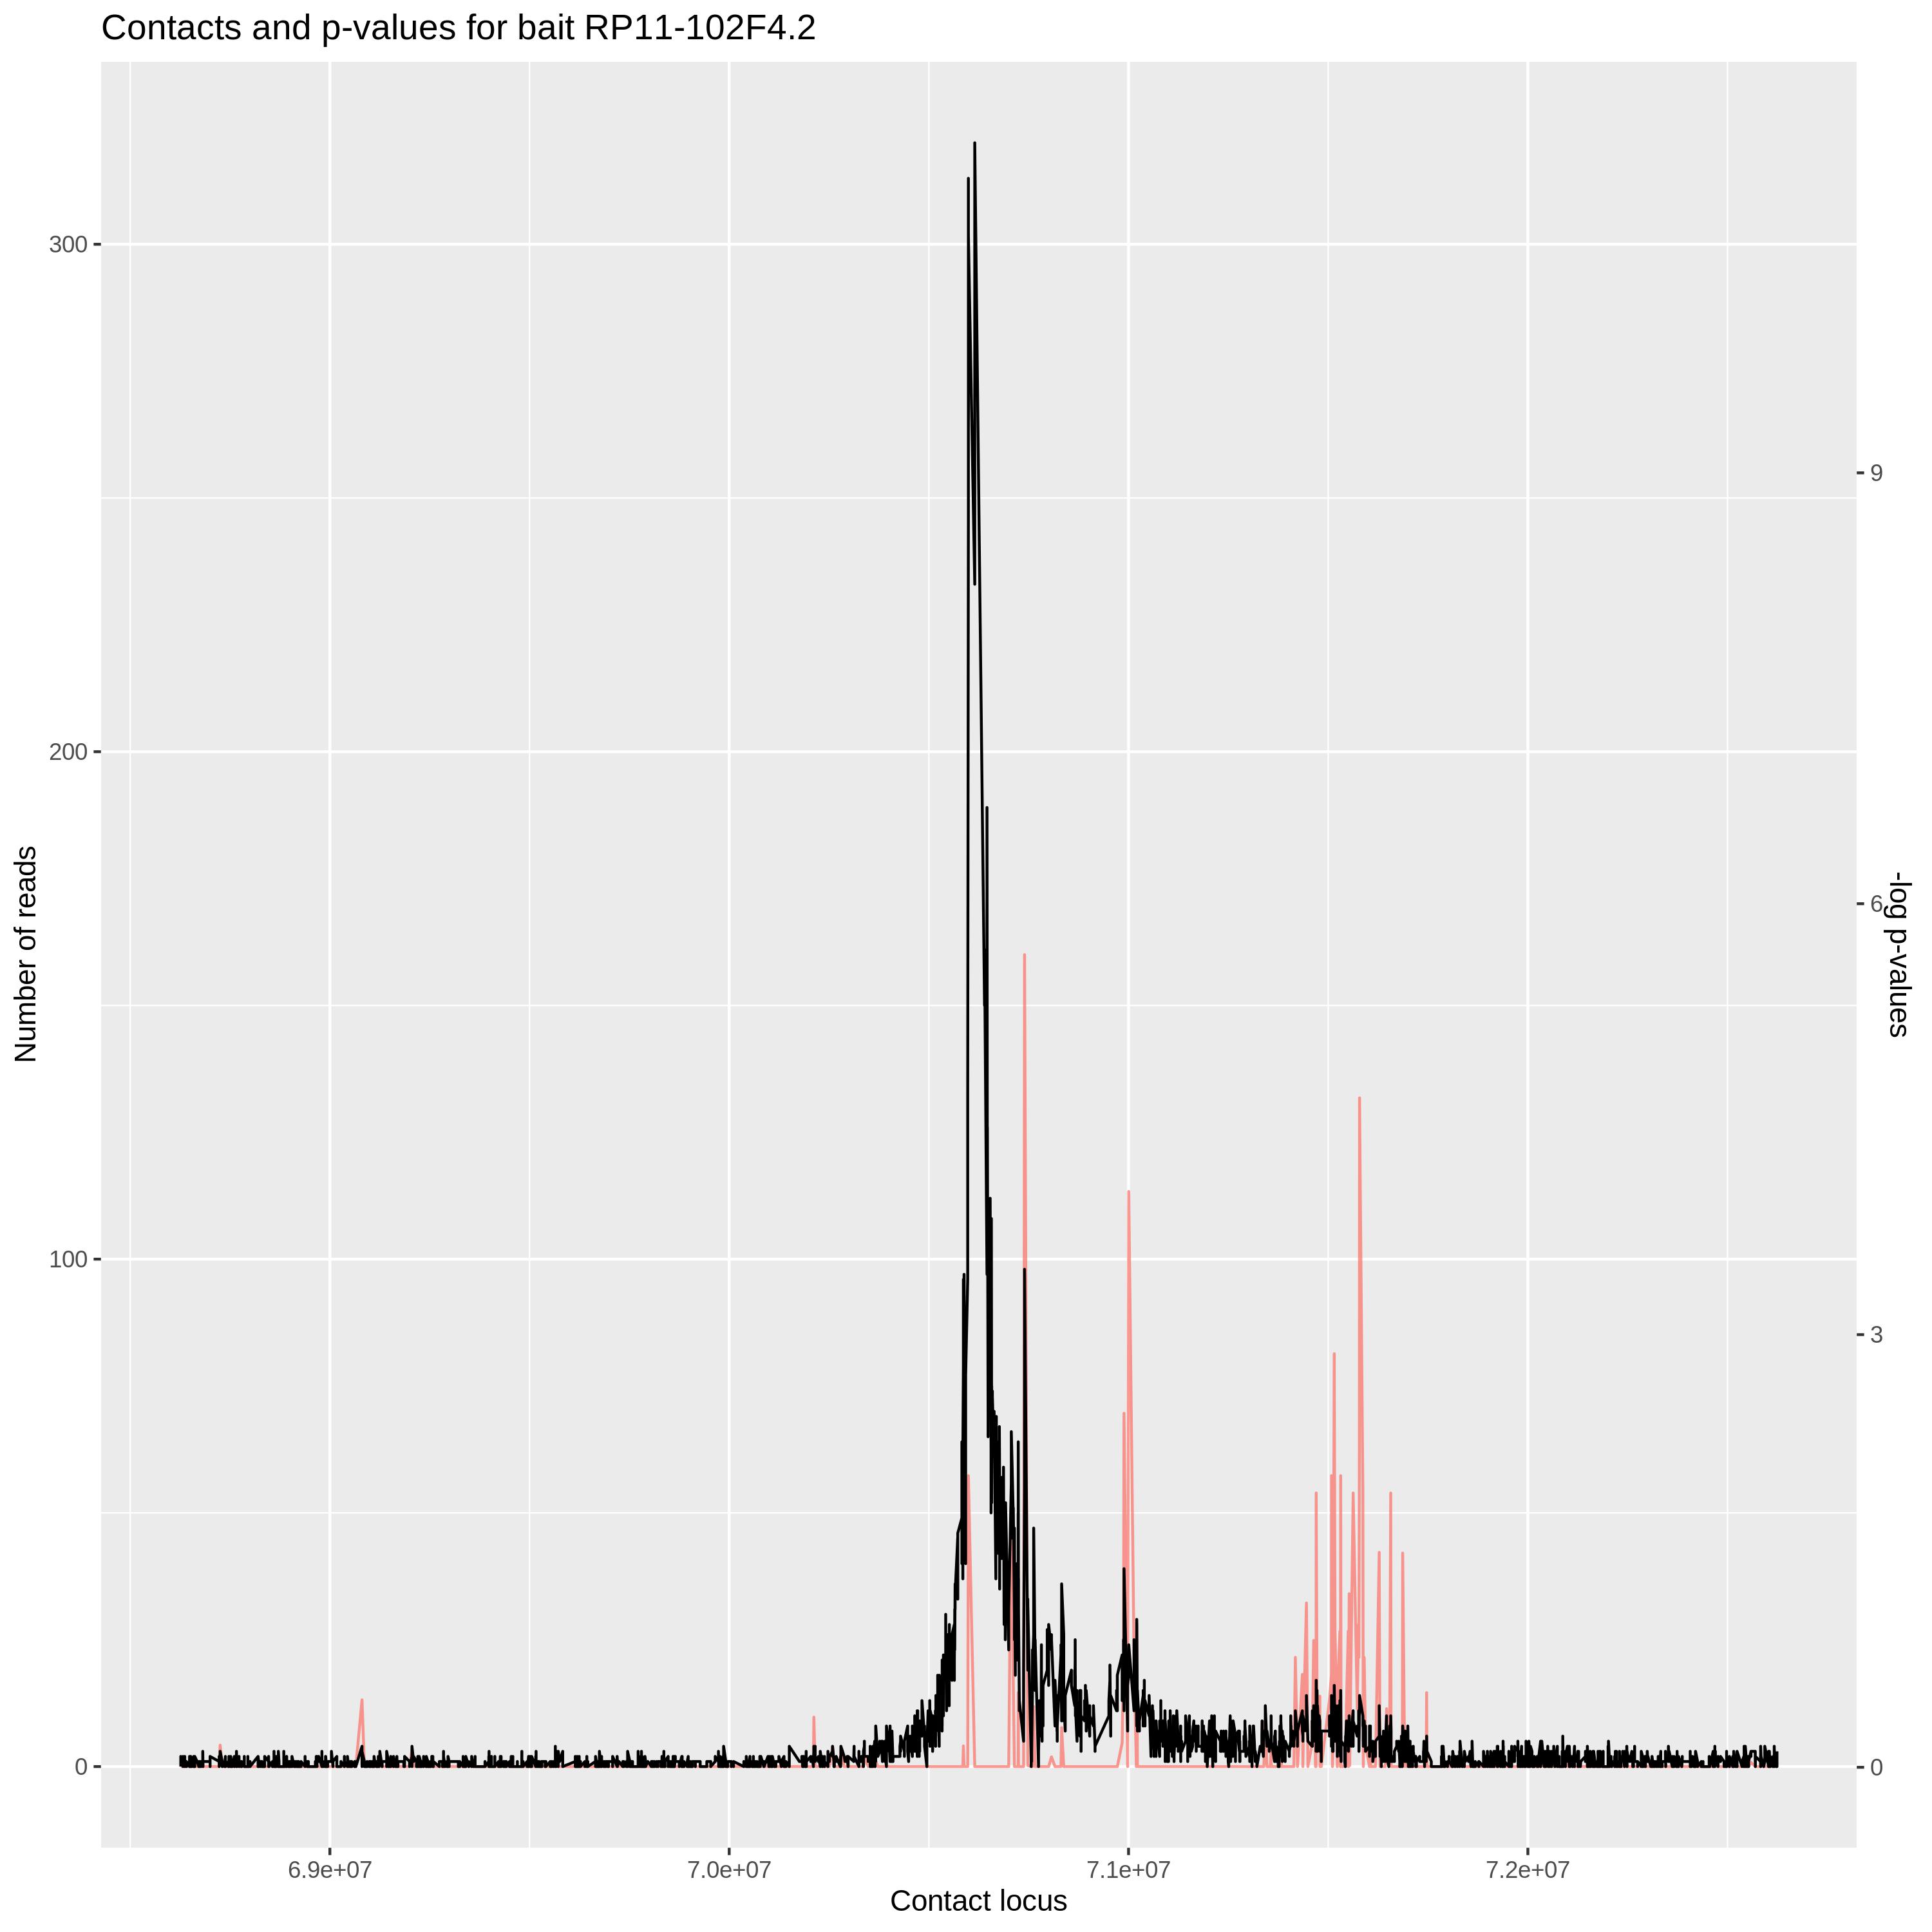 Contacts and p-values for bait RP11-102F4.2
300
200
100
0
Number of reads
9
6
3
0
-log p-values
6.9e+07
7.0e+07
7.1e+07
7.2e+07
Contact locus